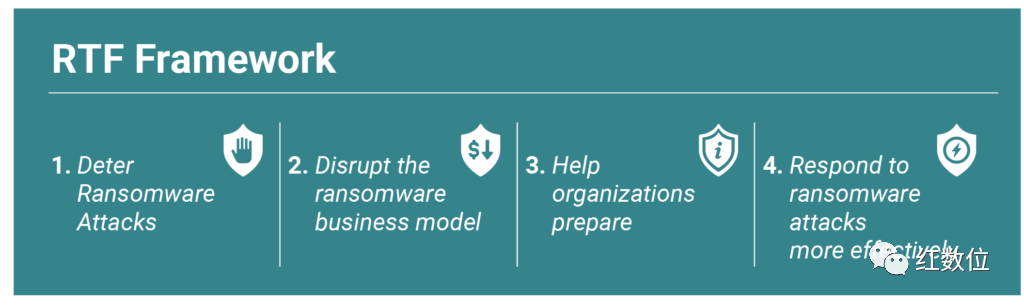 RTF Framework
1. Deter
Ransomware
Attacks
2. Disrupt the
ransomware
business model
3. Help
organizations
prepare
4. Respond to
ransomware
attacks
more effectively
红数位